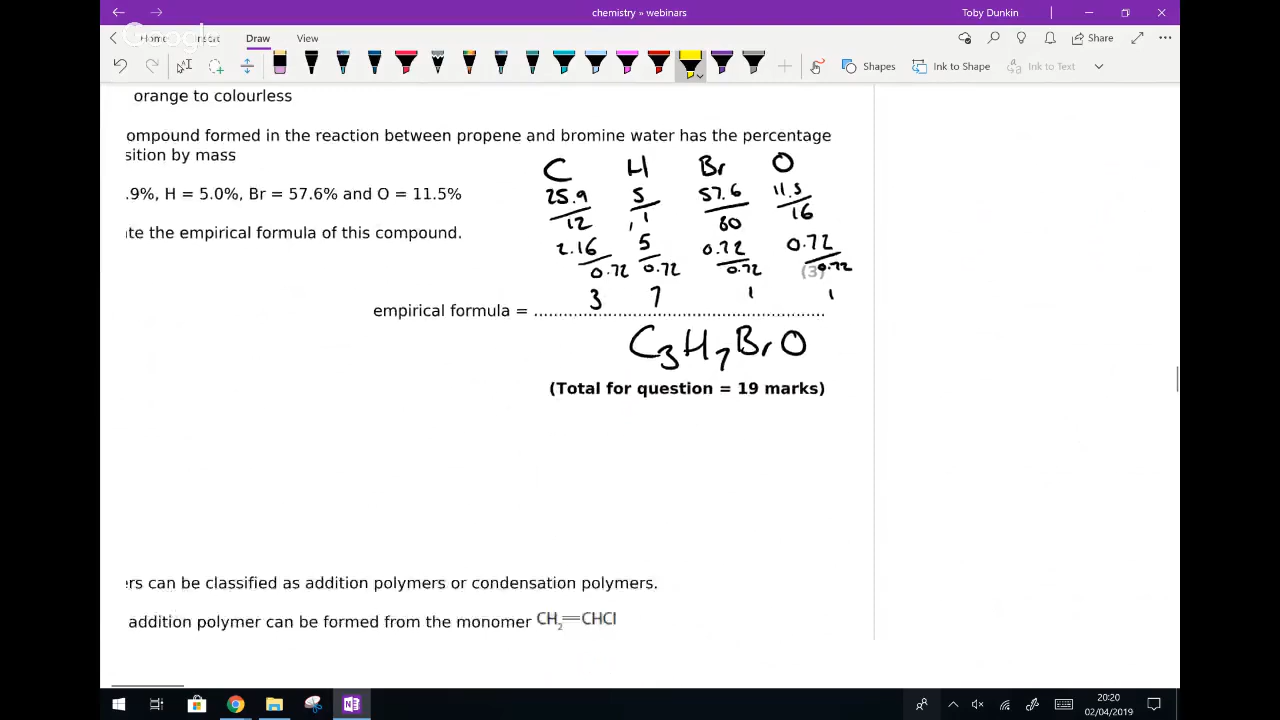 chemistry » webinars
Toby Dunkin
Google
Home Insert Draw View
Share
Shapes Ink to Shape Ink to Text
orange to colourless
ompound formed in the reaction between propene and bromine water has the percentage
sition by mass
.9%, H = 5.0%, Br = 57.6% and O = 11.5%
ate the empirical formula of this compound.
C H Br O
25.9 5 57.6 11.5
12 1 80 16
2.16 5 0.72 0.72
0.72 0.72 0.72 0.72
(3)
3 7 1 1
empirical formula = ..........................................................
C3H7BrO
(Total for question = 19 marks)
ers can be classified as addition polymers or condensation polymers.
addition polymer can be formed from the monomer CH2=CHCl
20:20
02/04/2019